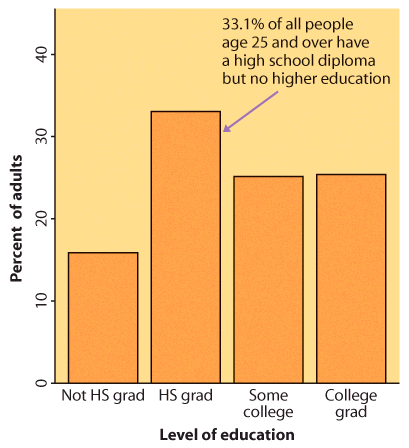 33.1% of all people
age 25 and over have
a high school diploma
but no higher education
Percent of adults
40
30
20
10
0
Not HS grad
HS grad
Some
college
College
grad
Level of education